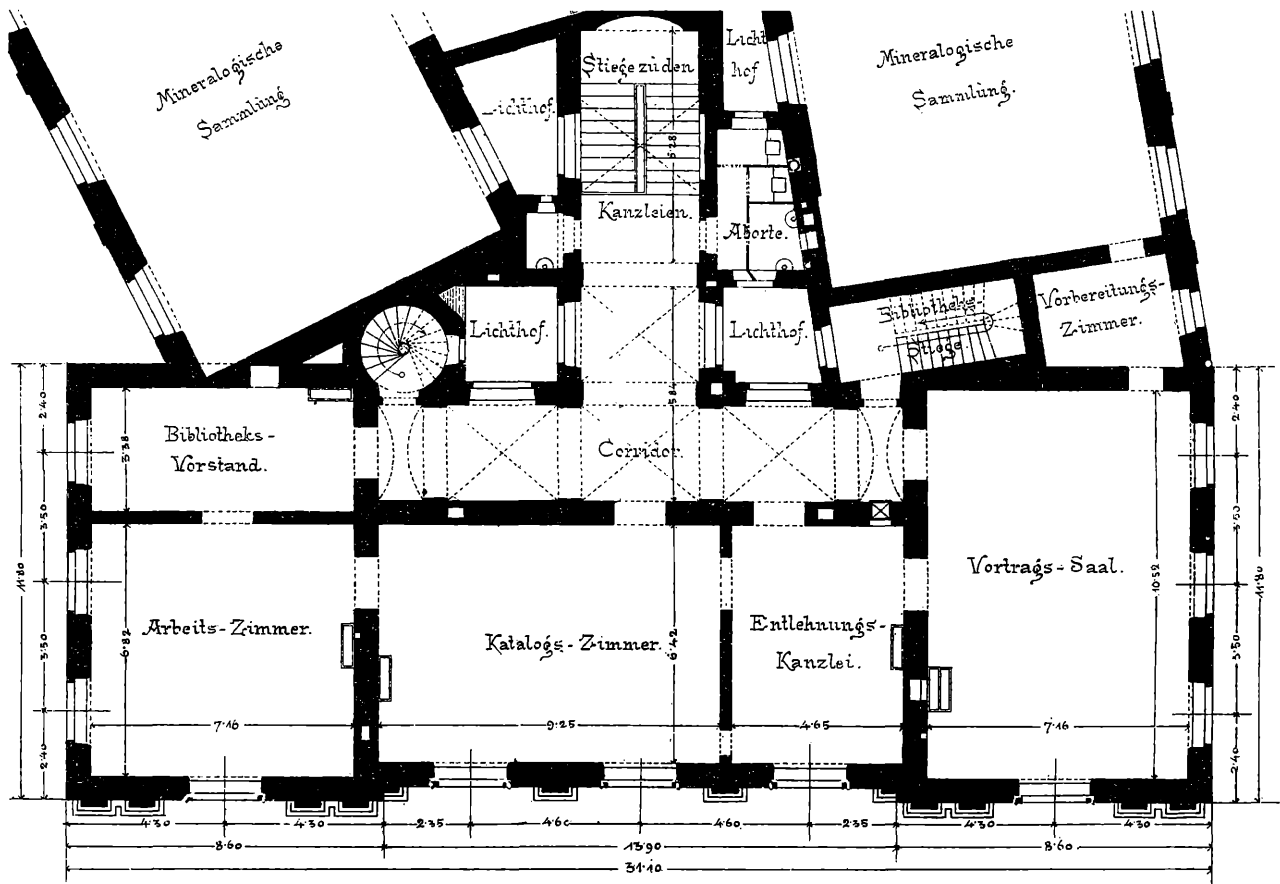 Mineralogische
Sammlung
Stiege zu den
Licht
hof
Mineralogische
Sammlung.
Lichthof.
5·28
Kanzleien.
Aborte.
Lichthof.
Lichthof.
Bibliotheks-
Stiege.
Vorbereitungs-
Zimmer.
Bibliotheks-
Vorstand.
Corridor.
Vortrags-Saal.
Arbeits-Zimmer.
Katalogs-Zimmer.
Entlehnungs-
Kanzlei.
11·80
2·40
3·50
3·50
2·40
3·38
6·82
5·84
6·42
10·52
2·40
3·50
3·50
2·40
11·80
7·16
9·25
4·65
7·16
4·30
4·30
2·35
4·60
4·60
2·35
4·30
4·30
8·60
13·90
8·60
31·10